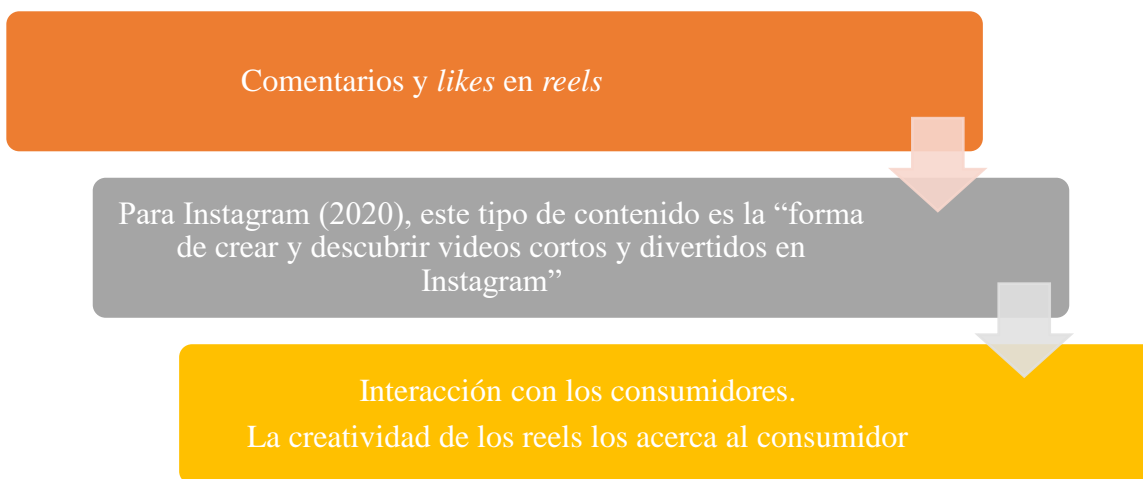 Comentarios y likes en reels
Para Instagram (2020), este tipo de contenido es la “forma
de crear y descubrir videos cortos y divertidos en
Instagram”
Interacción con los consumidores.
La creatividad de los reels los acerca al consumidor